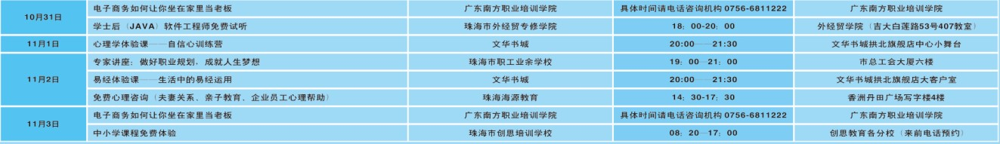 10月31日
电子商务如何让你坐在家里当老板 广东南方职业培训学院 具体时间请电话咨询机构 0756-6811222 广东南方职业培训学院
学士后（JAVA）软件工程师免费试听 珠海市外经贸专修学院 18：00-20：00 外经贸学院（吉大白莲路53号407教室）
11月1日 心理学体验课——自信心训练营 文华书城 20:00——21:30 文华书城拱北旗舰店中心小舞台
11月2日
专家讲座：做好职业规划，成就人生梦想 珠海市职工业余学校 19：00—21：00 市总工会大厦六楼
易经体验课——生活中的易经运用 文华书城 20:00——21:30 文华书城拱北旗舰店大客户室
免费心理咨询（夫妻关系、亲子教育、企业员工心理帮助） 珠海海源教育 14：30-17：30 香洲丹田广场写字楼4楼
11月3日
电子商务如何让你坐在家里当老板 广东南方职业培训学院 具体时间请电话咨询机构 0756-6811222 广东南方职业培训学院
中小学课程免费体验 珠海市创思培训学校 08：20—17：00 创思教育各分校（来前电话预约）